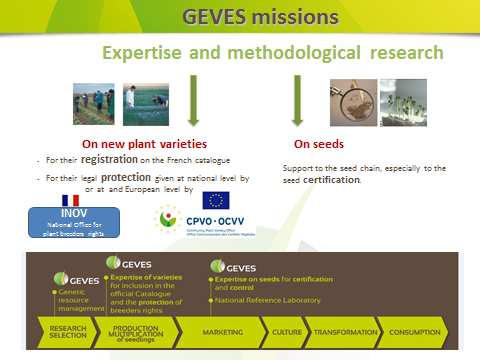 GEVES missions
Expertise and methodological research
On new plant varieties
- For their registration on the French catalogue
- For their legal protection given at national level by
or at and European level by
INOV
National Office for
plant breeders rights
CPVO·OCVV
Community Plant Variety Office
Office Communautaire des Variétés Végétales
On seeds
Support to the seed chain, especially to the
seed certification.
GEVES
Genetic
resource
management
GEVES
Expertise of varieties
for inclusion in the
official Catalogue
and the protection of
breeders rights
GEVES
Expertise on seeds for certification
and control
National Reference Laboratory
RESEARCH
SELECTION
PRODUCTION
MULTIPLICATION
of seedlings
MARKETING
CULTURE
TRANSFORMATION
CONSUMPTION